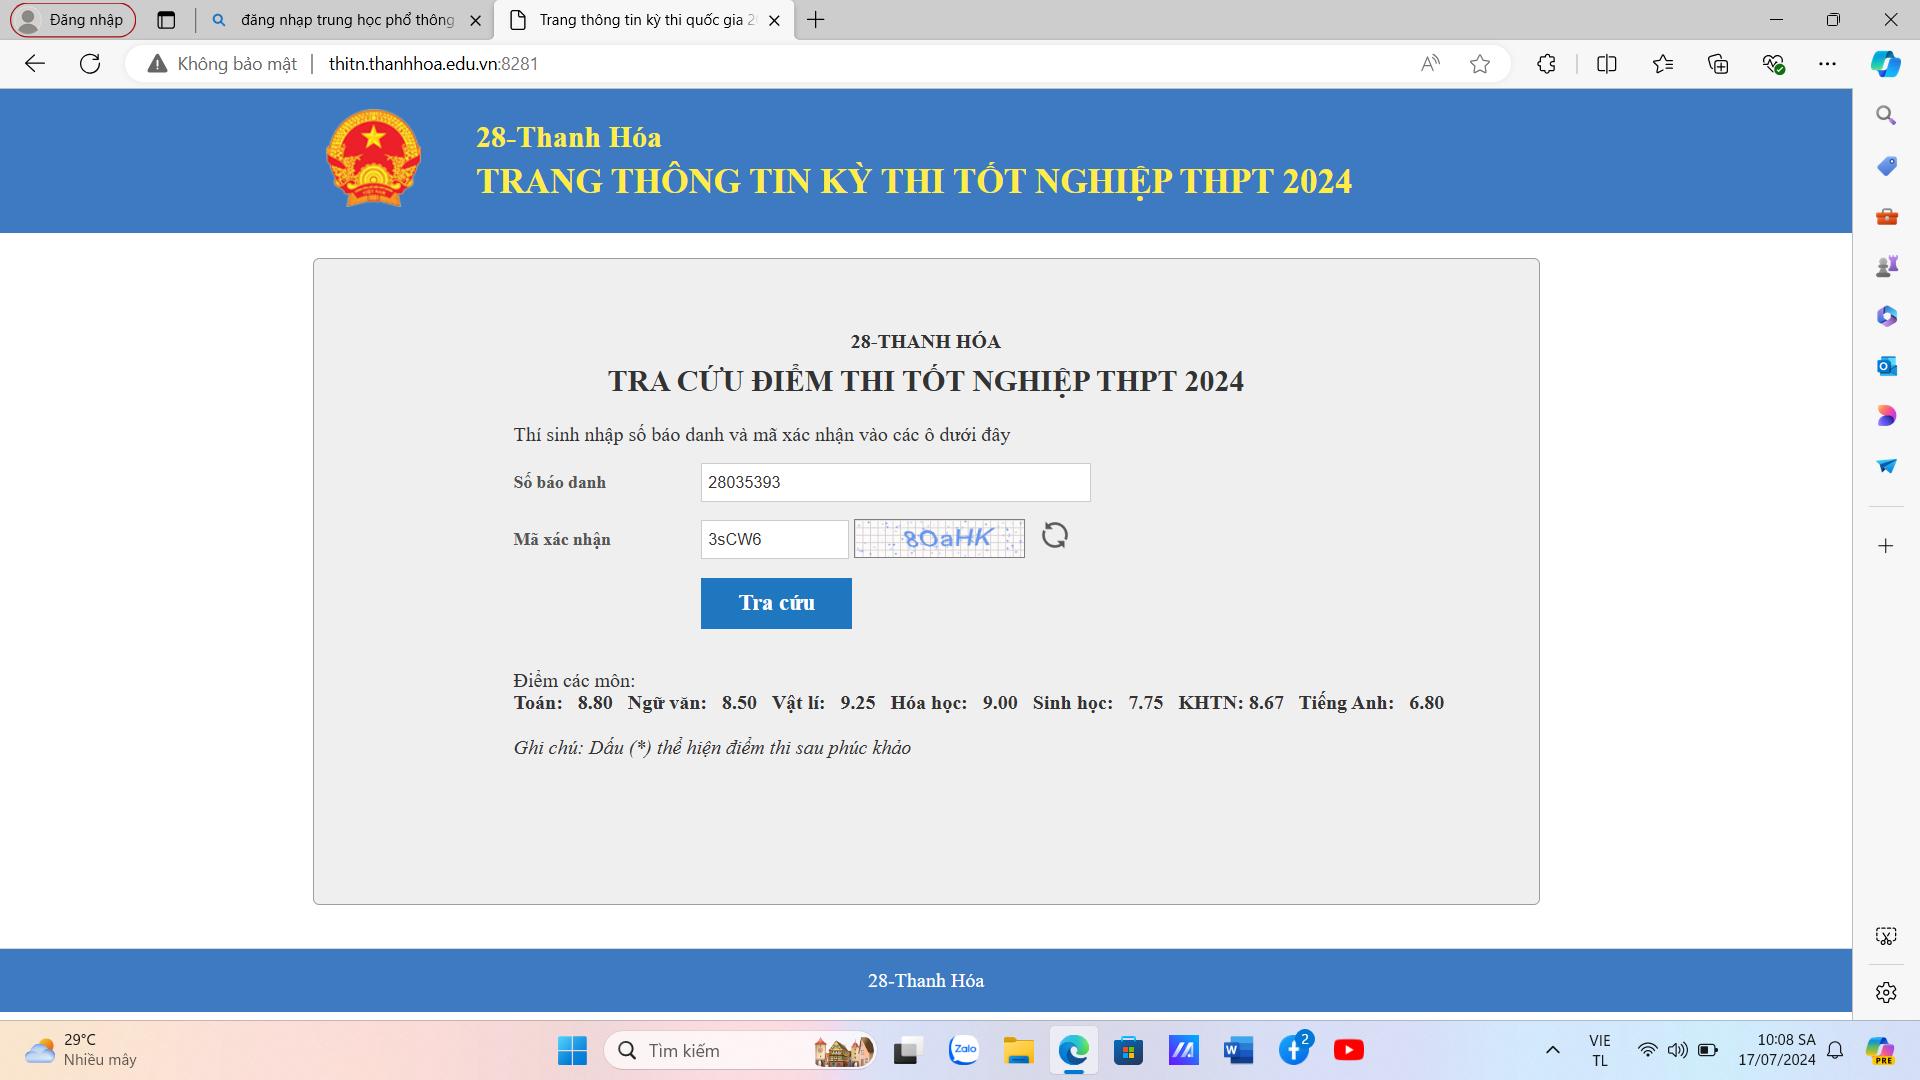 Đăng nhập
đăng nhạp trung học phổ thông
Trang thông tin kỳ thi quốc gia 20
Không bảo mật
thitn.thanhhoa.edu.vn:8281
28-Thanh Hóa
TRANG THÔNG TIN KỲ THI TỐT NGHIỆP THPT 2024
28-THANH HÓA
TRA CỨU ĐIỂM THI TỐT NGHIỆP THPT 2024
Thí sinh nhập số báo danh và mã xác nhận vào các ô dưới đây
Số báo danh 28035393
Mã xác nhận 3sCW6 8OaHK
Tra cứu
Điểm các môn:
Toán: 8.80 Ngữ văn: 8.50 Vật lí: 9.25 Hóa học: 9.00 Sinh học: 7.75 KHTN: 8.67 Tiếng Anh: 6.80
Ghi chú: Dấu (*) thể hiện điểm thi sau phúc khảo
28-Thanh Hóa
29°C
Nhiều mây
Tìm kiếm
Zalo
2
VIE
TL
10:08 SA
17/07/2024
PRE